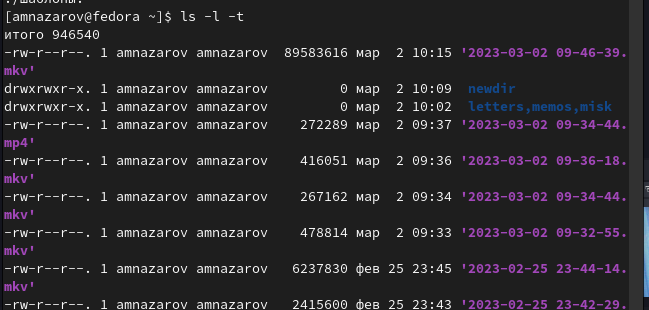 ./шаблоны:
[amnazarov@fedora ~]$ ls -l -t
итого 946540
-rw-r--r--. 1 amnazarov amnazarov 89583616 мар 2 10:15 '2023-03-02 09-46-39.
mkv'
drwxrwxr-x. 1 amnazarov amnazarov 0 мар 2 10:09 newdir
drwxrwxr-x. 1 amnazarov amnazarov 0 мар 2 10:02 letters,memos,misk
-rw-r--r--. 1 amnazarov amnazarov 272289 мар 2 09:37 '2023-03-02 09-34-44.
mp4'
-rw-r--r--. 1 amnazarov amnazarov 416051 мар 2 09:36 '2023-03-02 09-36-18.
mkv'
-rw-r--r--. 1 amnazarov amnazarov 267162 мар 2 09:34 '2023-03-02 09-34-44.
mkv'
-rw-r--r--. 1 amnazarov amnazarov 478814 мар 2 09:33 '2023-03-02 09-32-55.
mkv'
-rw-r--r--. 1 amnazarov amnazarov 6237830 фев 25 23:45 '2023-02-25 23-44-14.
mkv'
-rw-r--r--. 1 amnazarov amnazarov 2415600 фев 25 23:43 '2023-02-25 23-42-29.